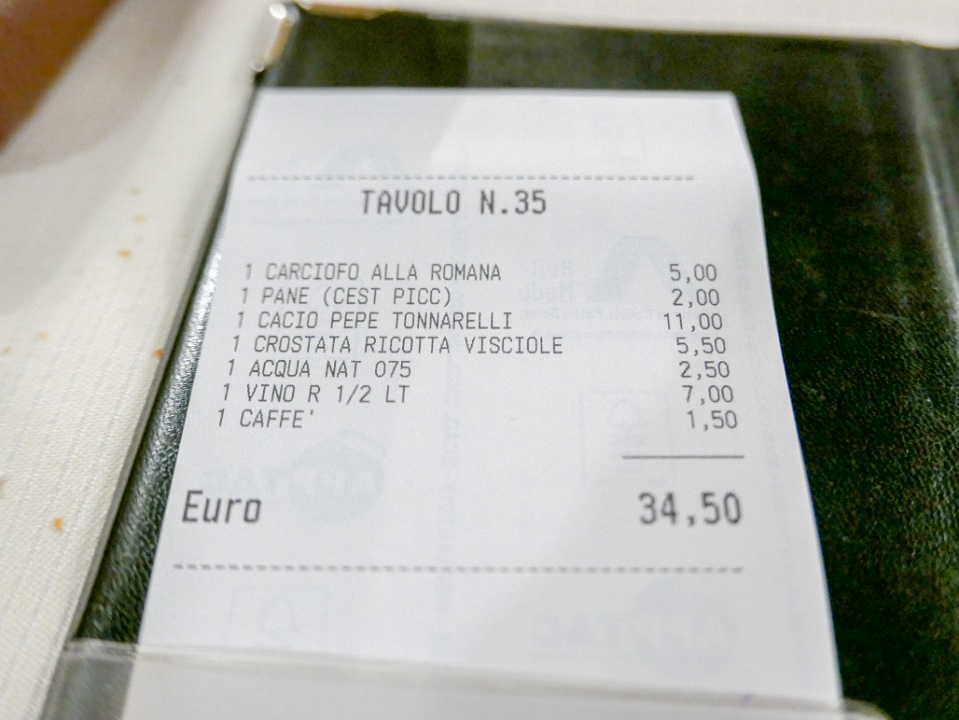 TAVOLO N.35
1 CARCIOFO ALLA ROMANA 5,00
1 PANE (CEST PICC) 2,00
1 CACIO PEPE TONNARELLI 11,00
1 CROSTATA RICOTTA VISCIOLE 5,50
1 ACQUA NAT 075 2,50
1 VINO R 1/2 LT 7,00
1 CAFFE' 1,50
Euro 34,50